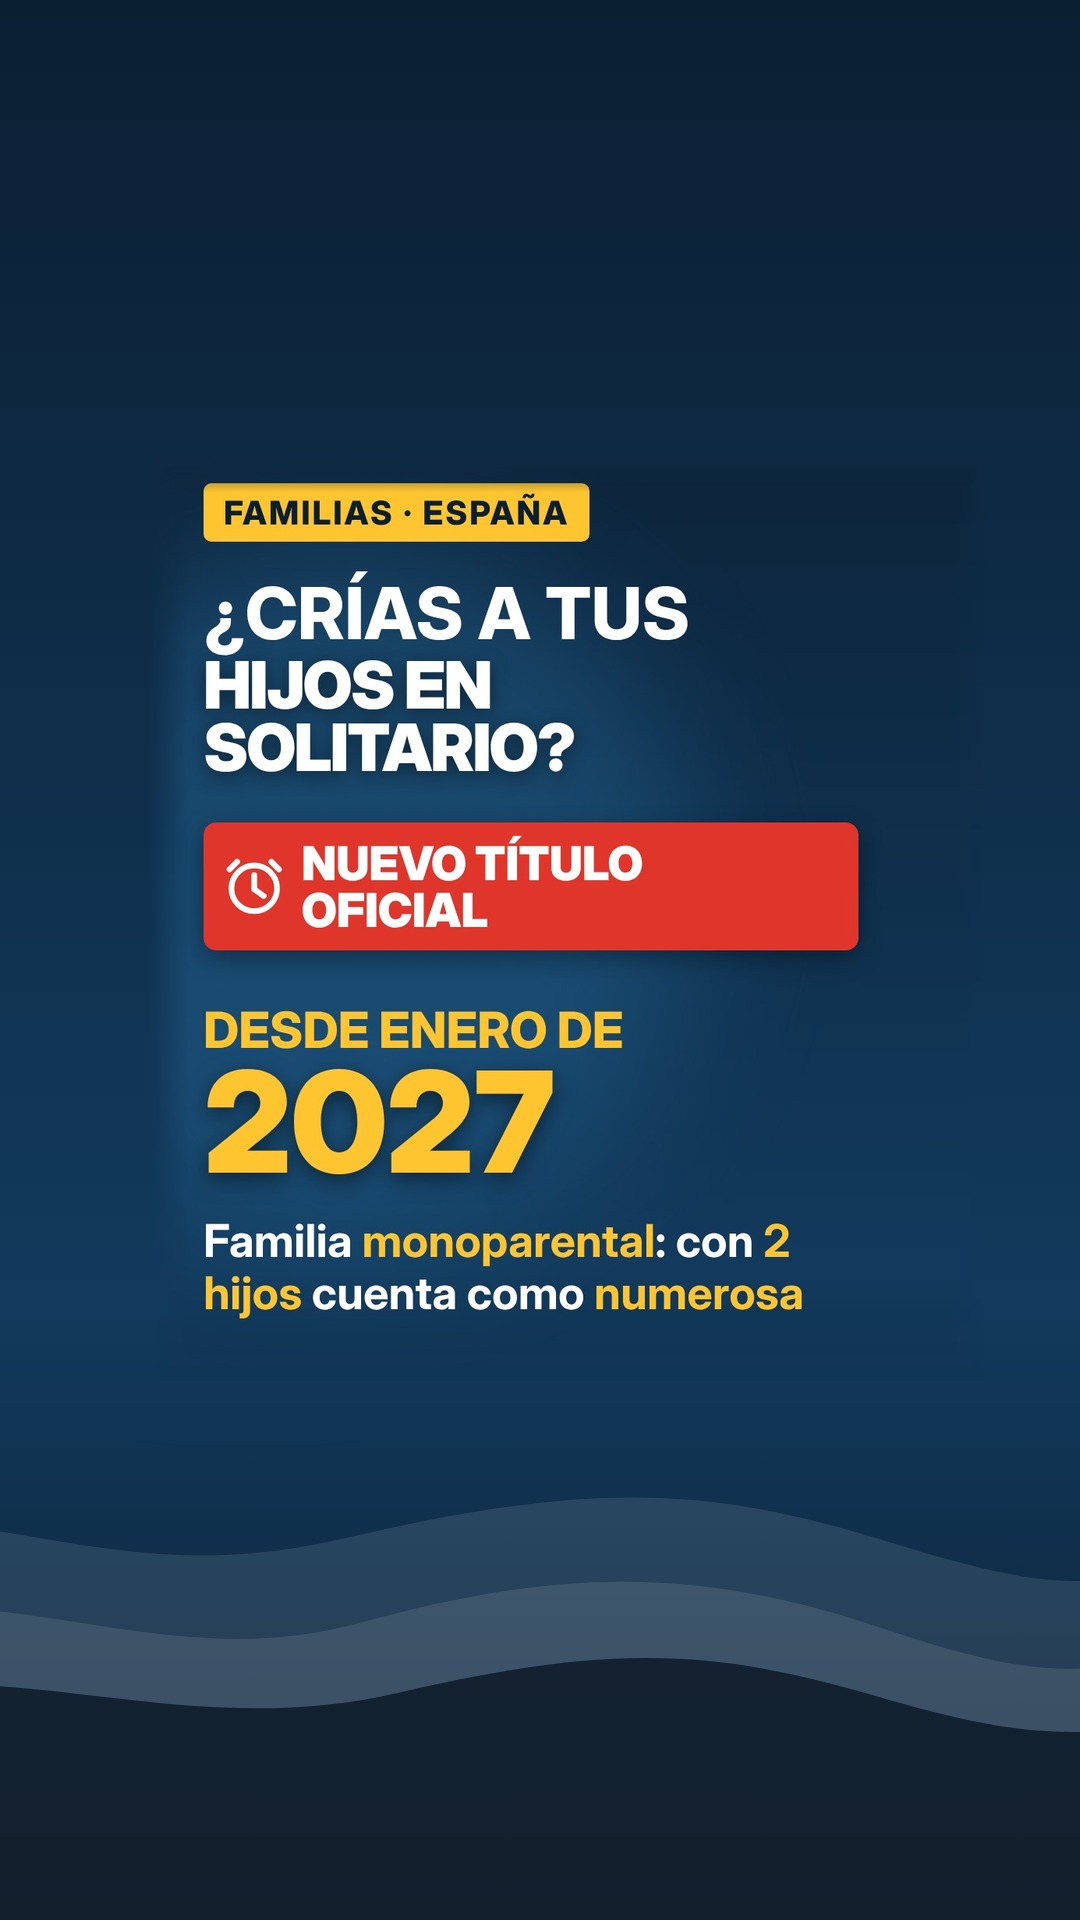 FAMILIAS · ESPAÑA
¿CRÍAS A TUS
HIJOS EN
SOLITARIO?
NUEVO TÍTULO
OFICIAL
DESDE ENERO DE
2027
Familia monoparental: con 2
hijos cuenta como numerosa